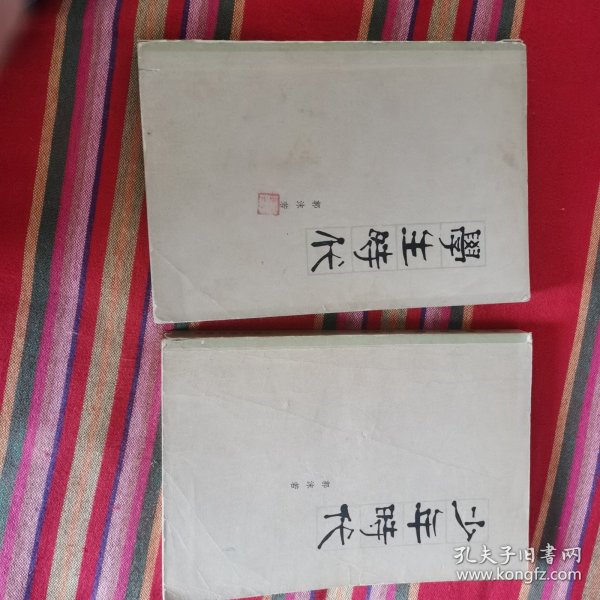 學生時代
郭沫若
少年時代
郭沫若
孔夫子旧书网
www.kongfz.com